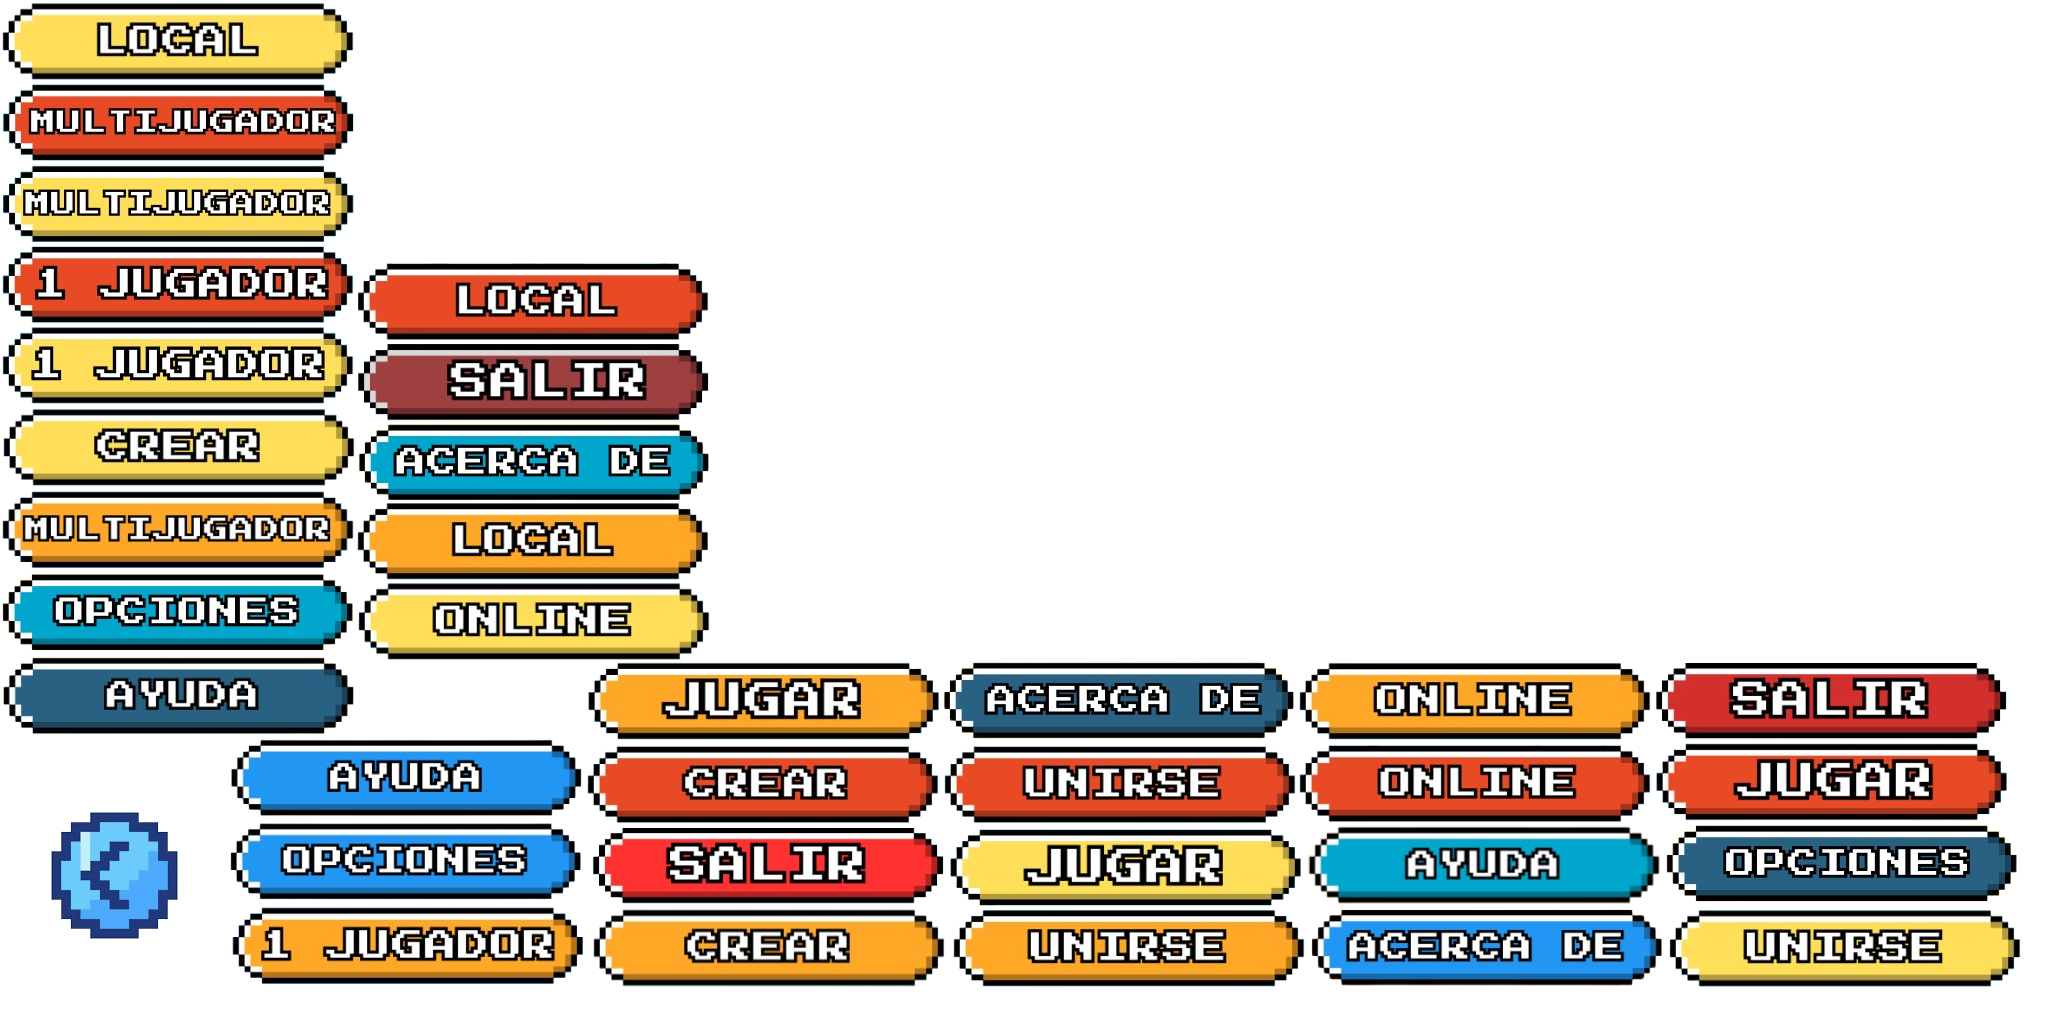 LOCAL
MULTIJUGADOR
MULTIJUGADOR
1 JUGADOR
1 JUGADOR
CREAR
MULTIJUGADOR
OPCIONES
AYUDA
LOCAL
SALIR
ACERCA DE
LOCAL
ONLINE
JUGAR
ACERCA DE
ONLINE
SALIR
AYUDA
CREAR
UNIRSE
ONLINE
JUGAR
OPCIONES
SALIR
JUGAR
AYUDA
OPCIONES
1 JUGADOR
CREAR
UNIRSE
ACERCA DE
UNIRSE